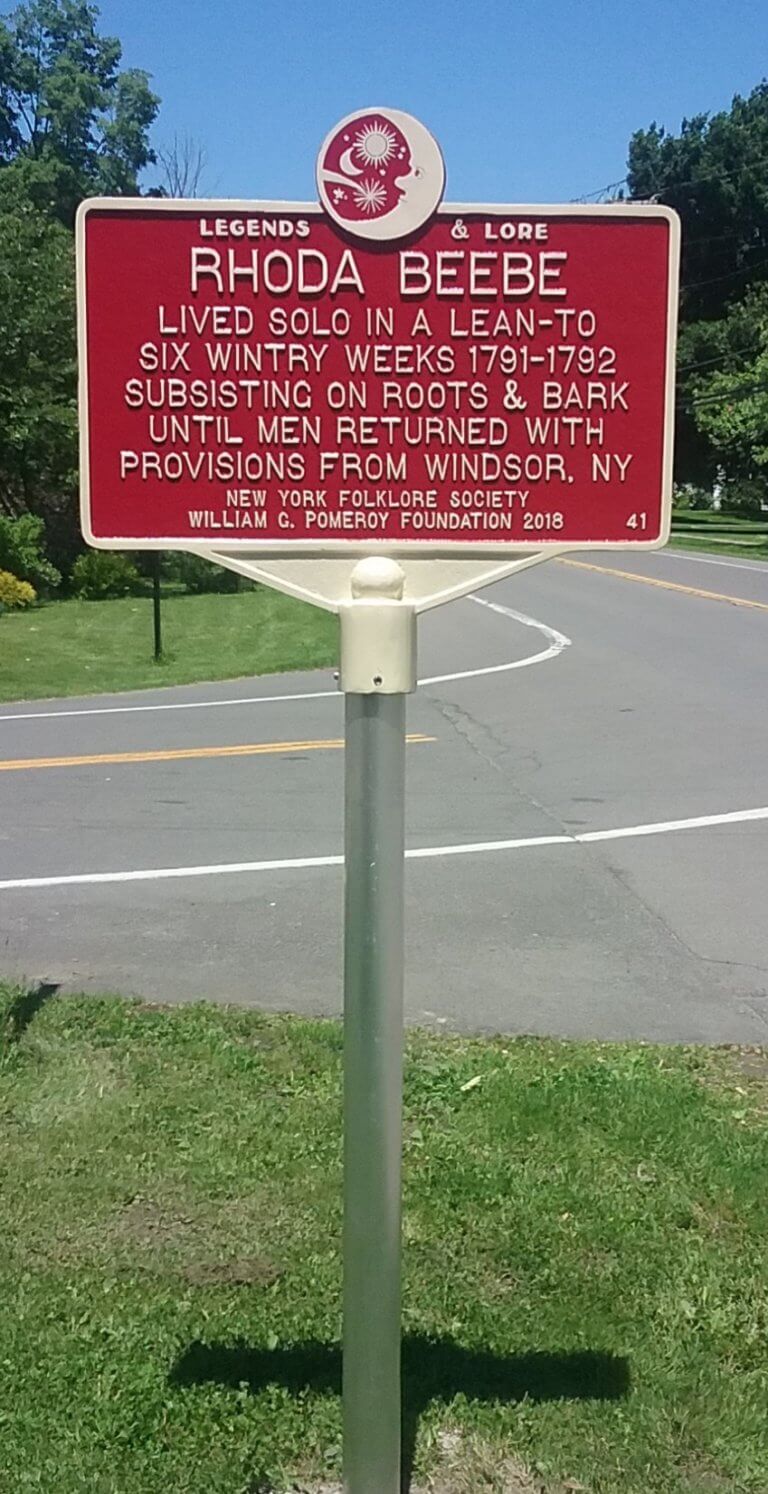 LEGENDS & LORE
RHODA BEEBE
LIVED SOLO IN A LEAN-TO
SIX WINTRY WEEKS 1791-1792
SUBSISTING ON ROOTS & BARK
UNTIL MEN RETURNED WITH
PROVISIONS FROM WINDSOR, NY
NEW YORK FOLKLORE SOCIETY
WILLIAM G. POMEROY FOUNDATION 2018 41